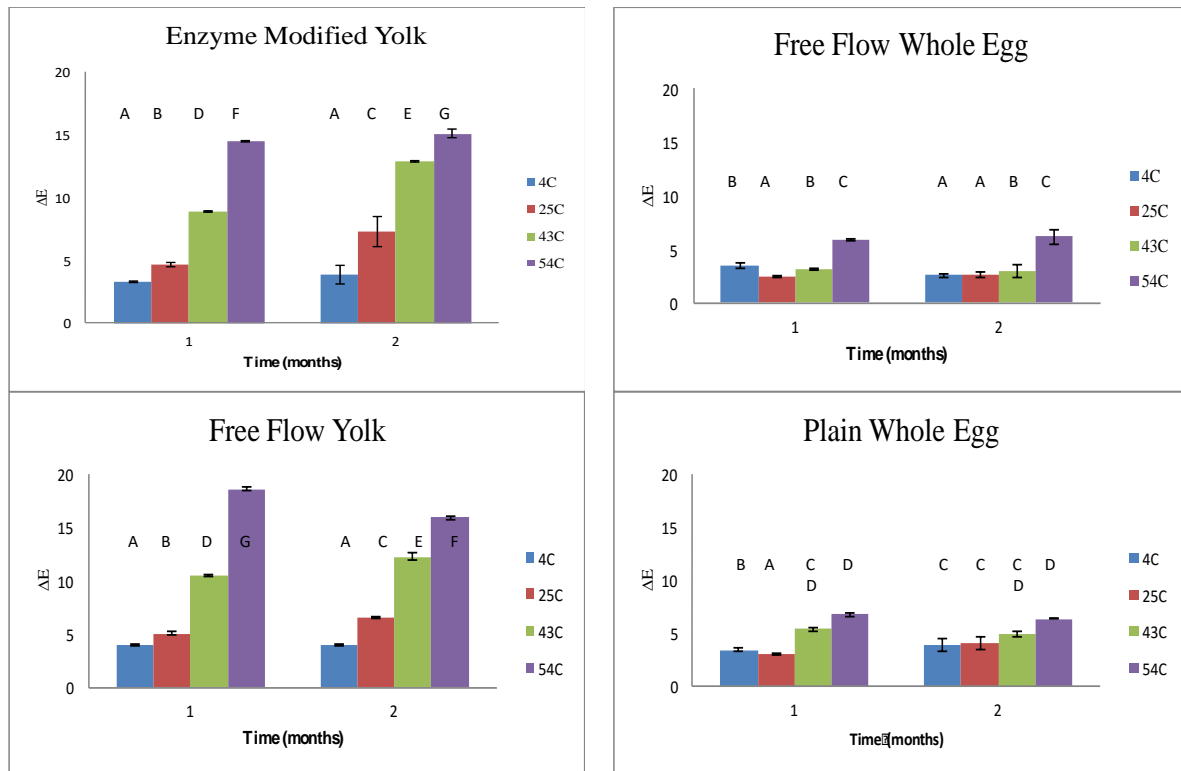 Enzyme Modified Yolk
20
15
10
5
0
ΔE
A B D F A C E G
1 2
Time (months)
4C
25C
43C
54C
Free Flow Whole Egg
20
15
10
5
0
ΔE
B A B C A A B C
1 2
Time (months)
4C
25C
43C
54C
Free Flow Yolk
20
15
10
5
0
ΔE
A B D G A C E F
1 2
Time (months)
4C
25C
43C
54C
Plain Whole Egg
20
15
10
5
0
ΔE
B A C D C C C D
D D
1 2
Time⍰(months)
4C
25C
43C
54C